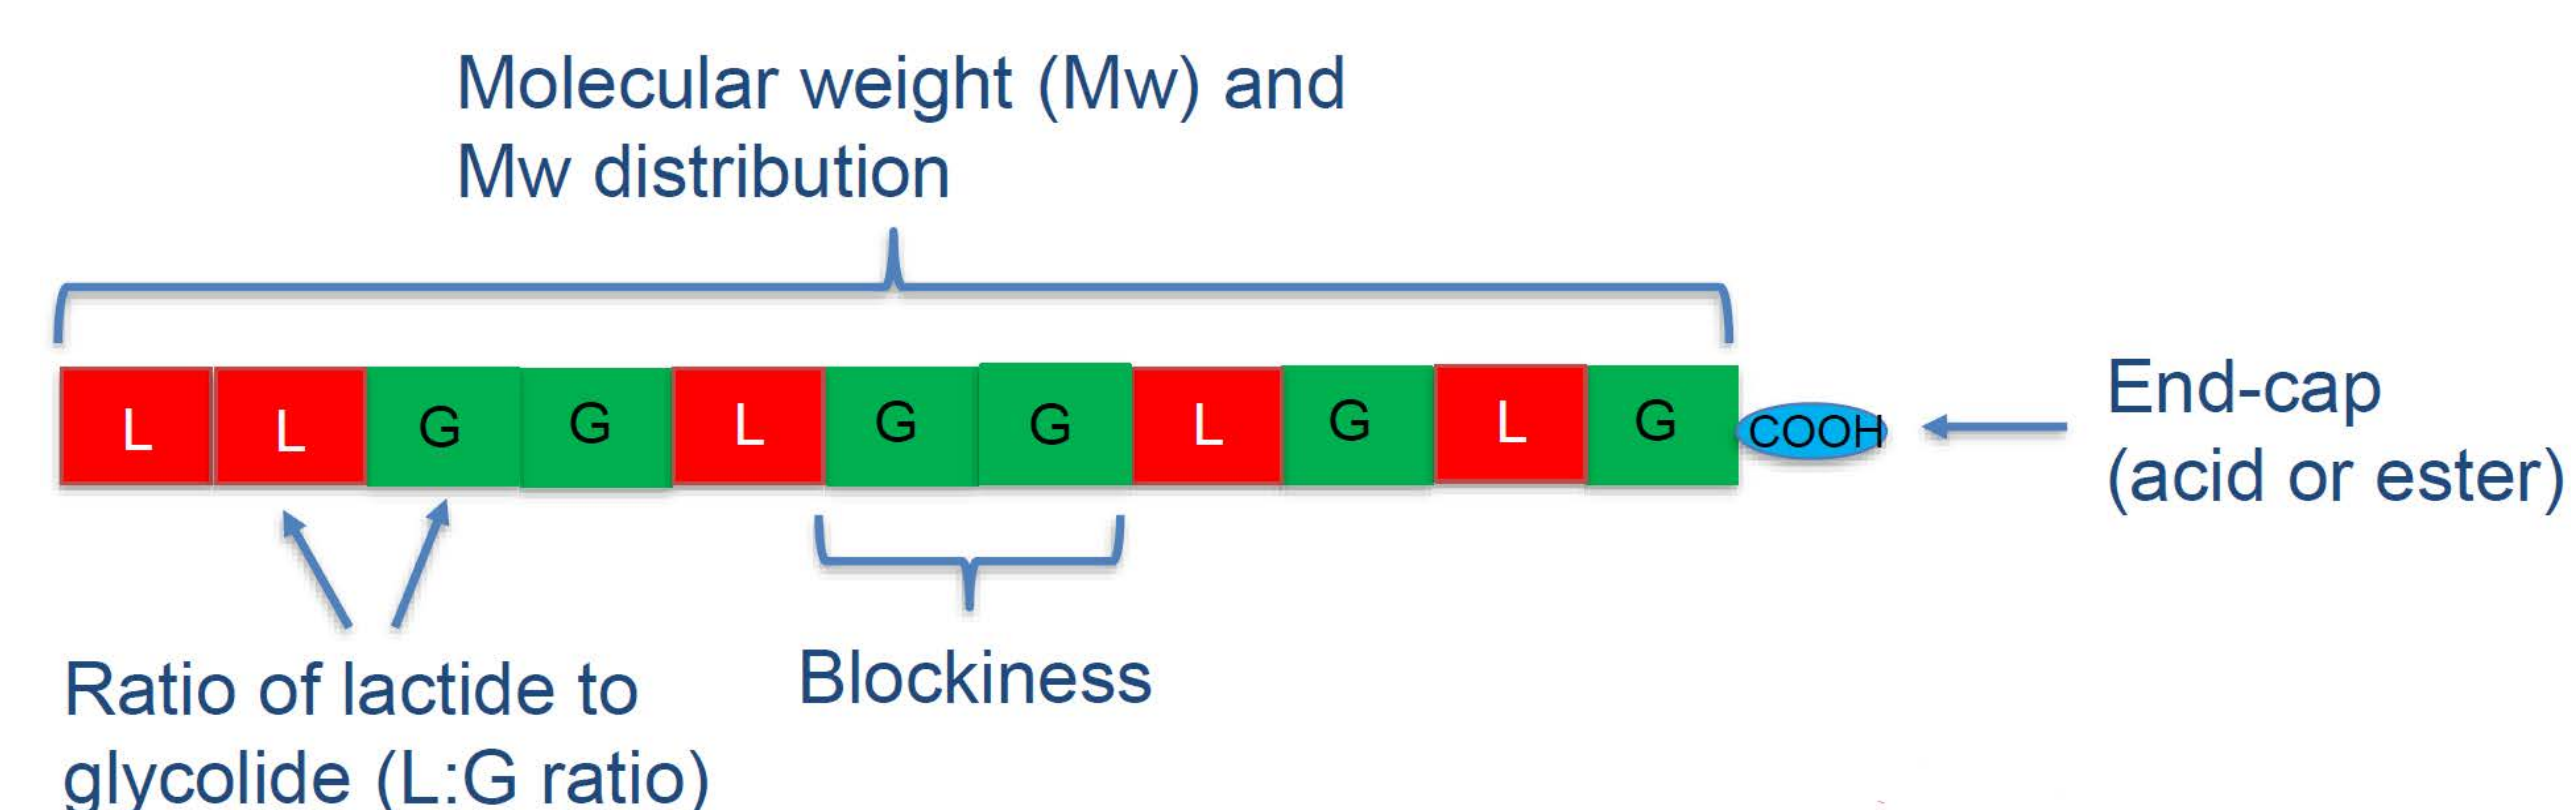 Molecular weight (Mw) and
Mw distribution
L L G G L G G L G L G COOH
End-cap
(acid or ester)
Ratio of lactide to
glycolide (L:G ratio)
Blockiness